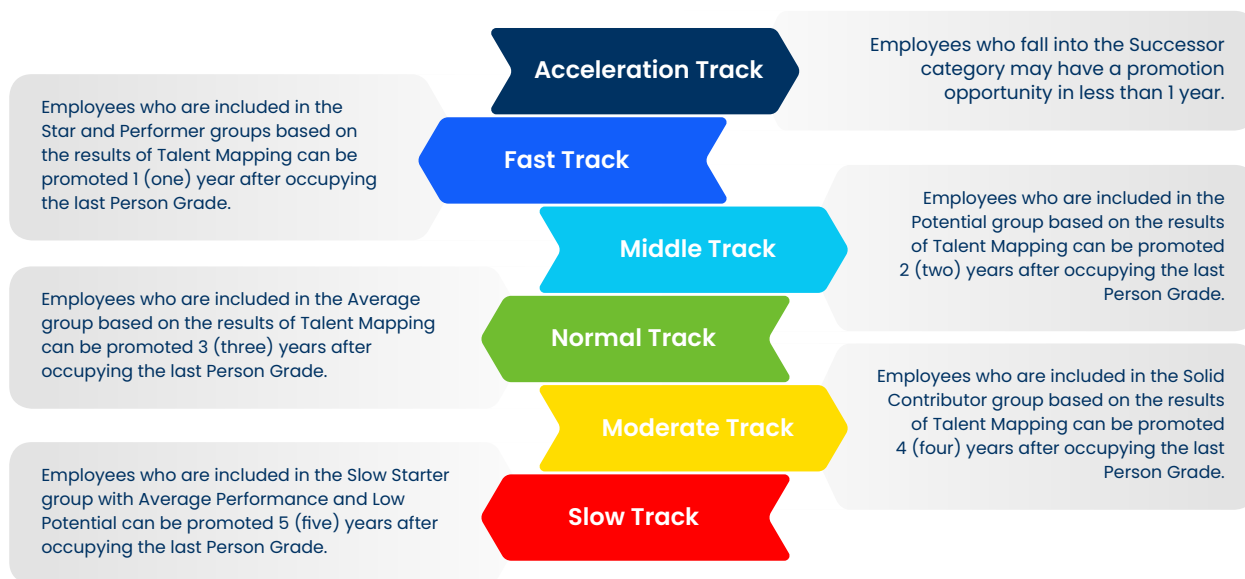 Acceleration Track
Employees who fall into the Successor
category may have a promotion
opportunity in less than 1 year.
Employees who are included in the
Star and Performer groups based on
the results of Talent Mapping can be
promoted 1 (one) year after occupying
the last Person Grade.
Fast Track
Middle Track
Employees who are included in the
Potential group based on the results
of Talent Mapping can be promoted
2 (two) years after occupying the last
Person Grade.
Employees who are included in the Average
group based on the results of Talent Mapping
can be promoted 3 (three) years after
occupying the last Person Grade.
Normal Track
Moderate Track
Employees who are included in the Solid
Contributor group based on the results
of Talent Mapping can be promoted
4 (four) years after occupying the last
Person Grade.
Employees who are included in the Slow Starter
group with Average Performance and Low
Potential can be promoted 5 (five) years after
occupying the last Person Grade.
Slow Track